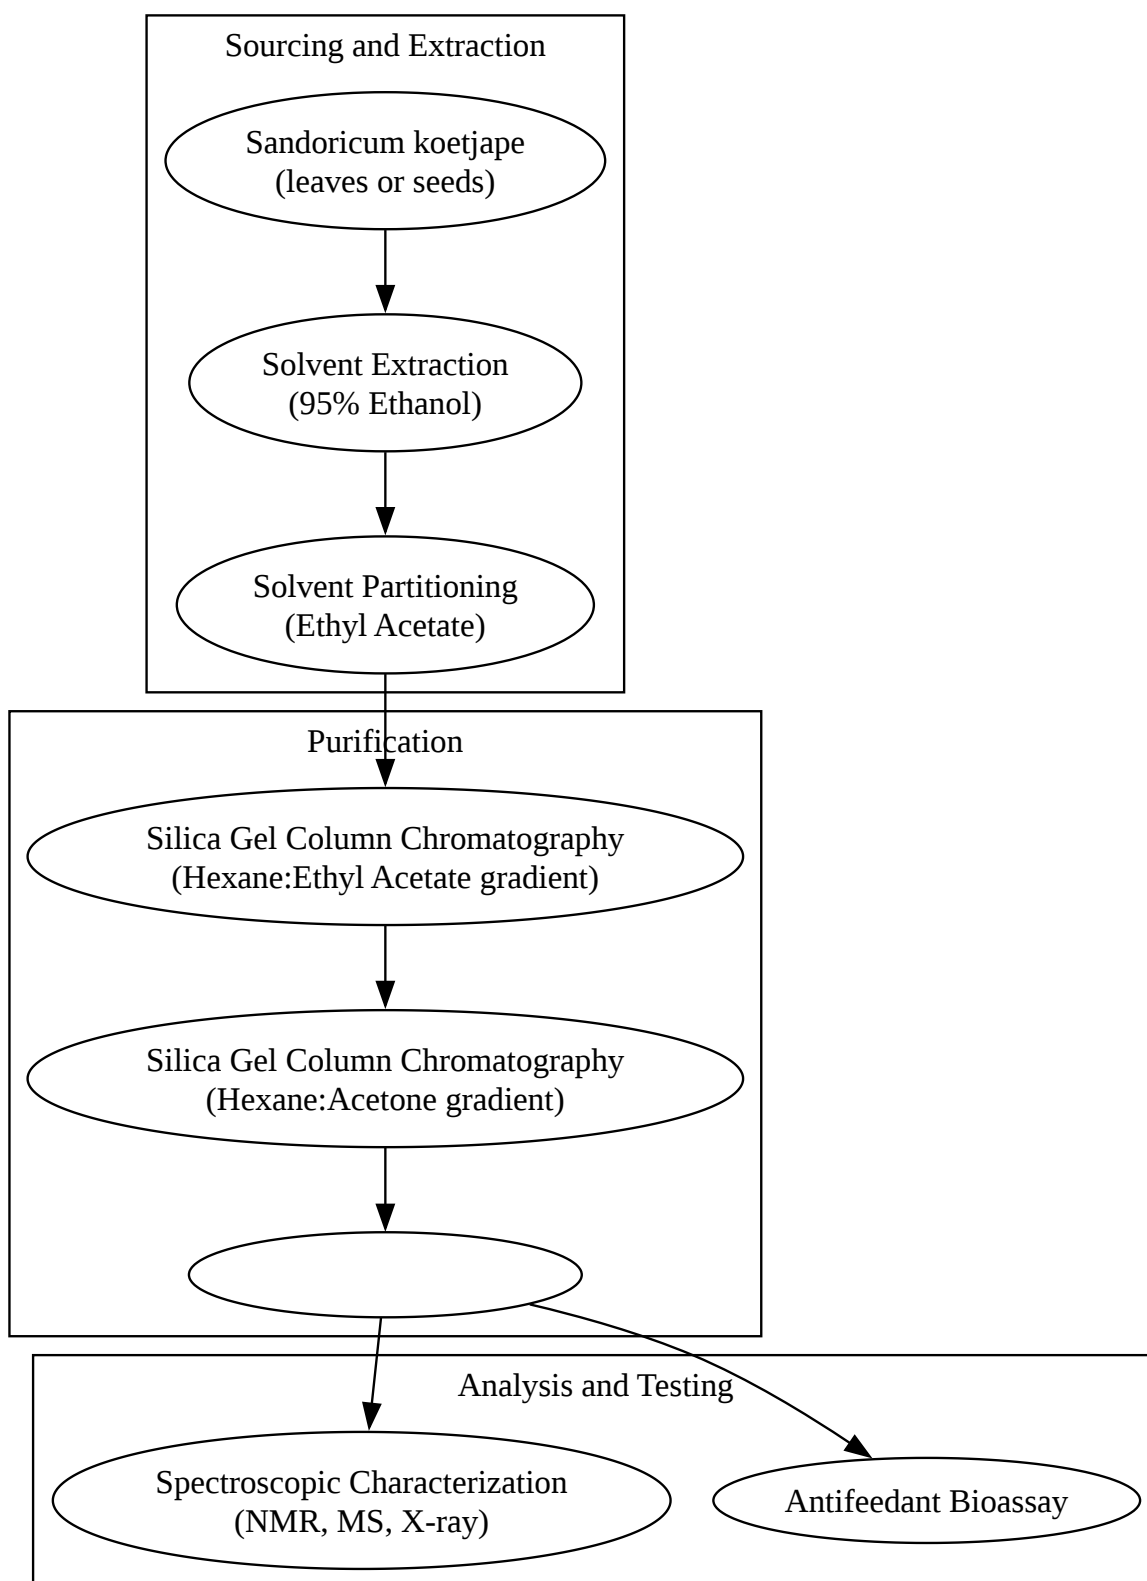 Sourcing and Extraction
Sandoricum koetjape
(leaves or seeds)
Solvent Extraction
(95% Ethanol)
Solvent Partitioning
(Ethyl Acetate)
Purification
Silica Gel Column Chromatography
(Hexane:Ethyl Acetate gradient)
Silica Gel Column Chromatography
(Hexane:Acetone gradient)
Analysis and Testing
Spectroscopic Characterization
(NMR, MS, X-ray)
Antifeedant Bioassay